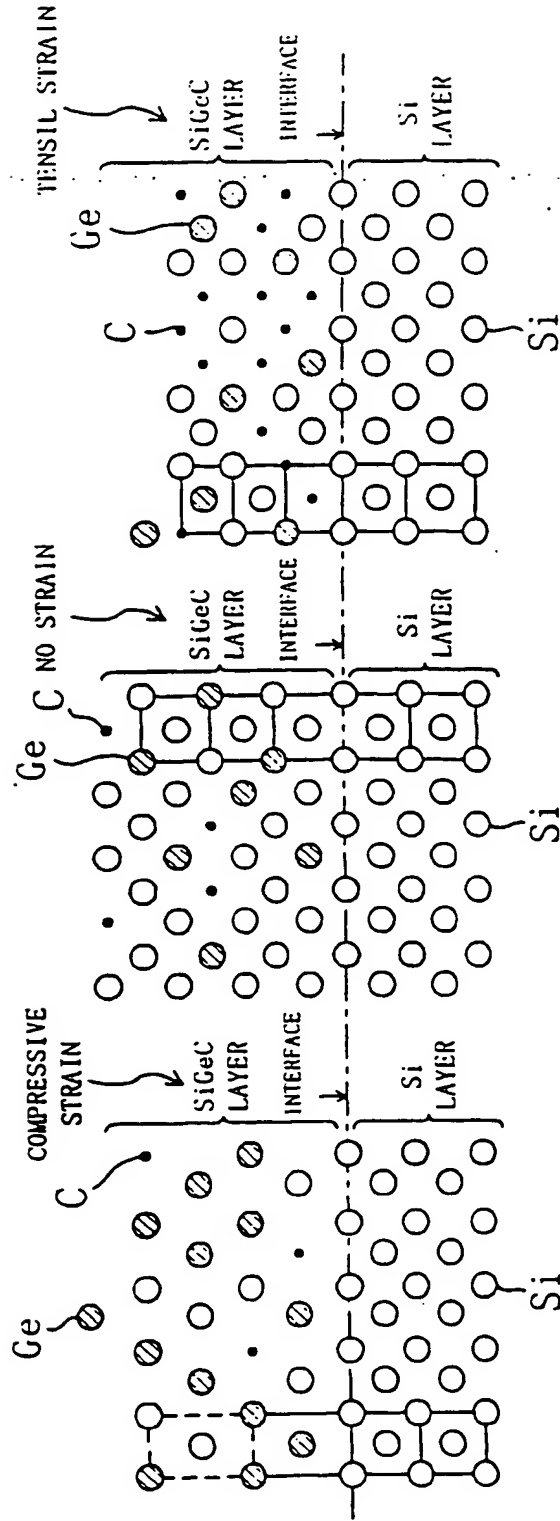 COMPRESSIVE
STRAIN
SiGeC
LAYER
INTERFACE
Si
LAYER
Ge
C
Si
NO STRAIN
SiGeC
LAYER
INTERFACE
Si
LAYER
Ge
C
Si
TENSIL STRAIN
SiGeC
LAYER
INTERFACE
Si
LAYER
Ge
C
Si